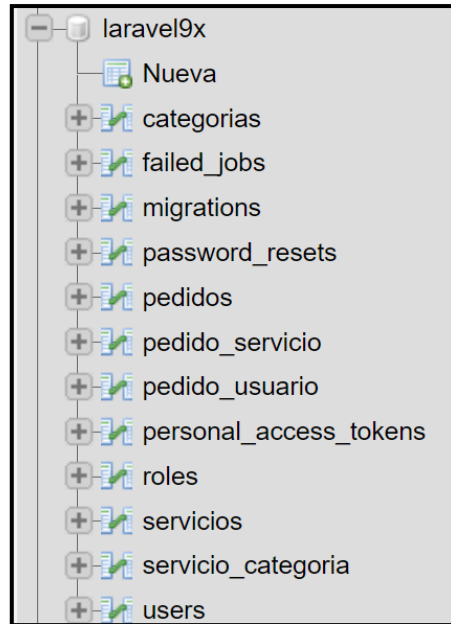 laravel9x
Nueva
categorias
failed_jobs
migrations
password_resets
pedidos
pedido_servicio
pedido_usuario
personal_access_tokens
roles
servicios
servicio_categoria
users